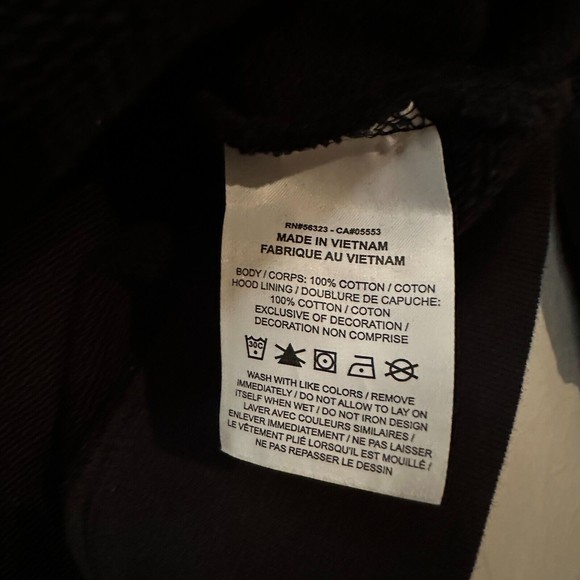 RN#56323 - CA#05553
MADE IN VIETNAM
FABRIQUE AU VIETNAM
BODY / CORPS: 100% COTTON / COTON
HOOD LINING / DOUBLURE DE CAPUCHE:
100% COTTON / COTON
EXCLUSIVE OF DECORATION /
DECORATION NON COMPRISE
30C
WASH WITH LIKE COLORS / REMOVE
IMMEDIATELY / DO NOT ALLOW TO LAY ON
ITSELF WHEN WET / DO NOT IRON DESIGN
LAVER AVEC COULEURS SIMILAIRES /
ENLEVER IMMEDIATEMENT / NE PAS LAISSER
LE VÊTEMENT PLIÉ LORSQU'IL EST MOUILLÉ /
NE PAS REPASSER LE DESSIN